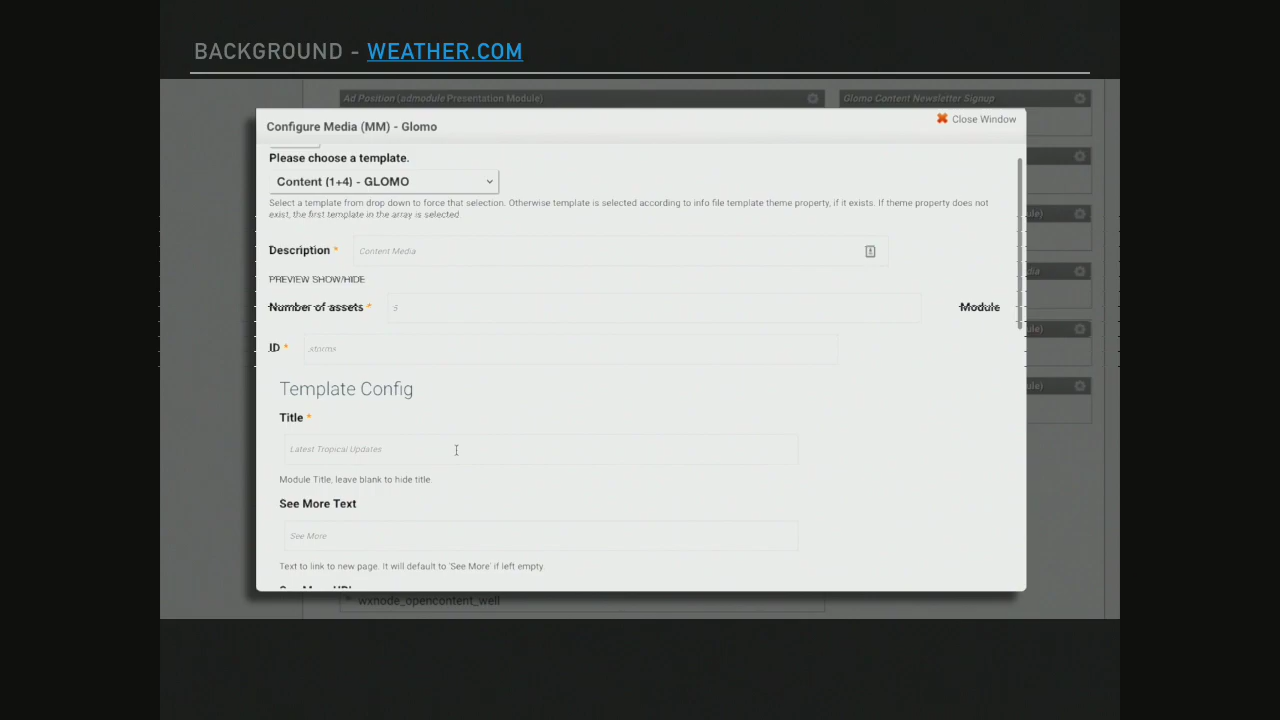 BACKGROUND - WEATHER.COM
Ad Position (admodule Presentation Module)
Glomo Content Newsletter Signup
Configure Media (MM) - Glomo
Close Window
Please choose a template.
Content (1+4) - GLOMO
Select a template from drop down to force that selection. Otherwise template is selected according to info file template theme property, if it exists. If theme property does not
exist, the first template in the array is selected
Description *
Content Media
PREVIEW SHOW/HIDE
Number of assets *
5
Module
ID *
Template Config
Title *
Latest Tropical Updates
Module Title, leave blank to hide title.
See More Text
See More
Text to link to new page. It will default to 'See More' if left empty.
* wxnode_opencontent_well